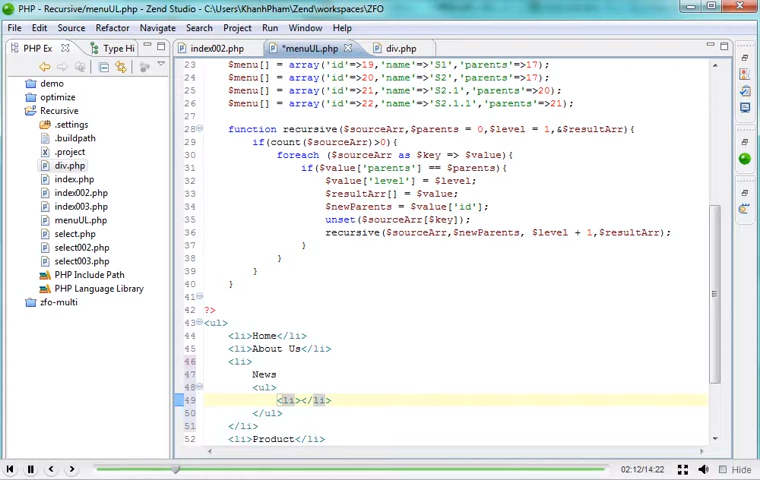 PHP - Recursive/menuUL.php - Zend Studio - C:\Users\KhanhPham\Zend\workspaces\ZFO
File Edit Source Refactor Navigate Search Project Run Window Help
PHP Ex Type Hi
index002.php *menuUL.php div.php
demo
optimize
Recursive
.settings
.buildpath
.project
div.php
index.php
index002.php
index003.php
menuUL.php
select.php
select002.php
select003.php
PHP Include Path
PHP Language Library
zfo-multi
23 $menu[] = array('id'=>19,'name'=>'S1','parents'=>17);
24 $menu[] = array('id'=>20,'name'=>'S2','parents'=>17);
25 $menu[] = array('id'=>21,'name'=>'S2.1','parents'=>20);
26 $menu[] = array('id'=>22,'name'=>'S2.1.1','parents'=>21);
27
28 function recursive($sourceArr,$parents = 0,$level = 1,&$resultArr){
29 if(count($sourceArr)>0){
30 foreach ($sourceArr as $key => $value){
31 if($value['parents'] == $parents){
32 $value['level'] = $level;
33 $resultArr[] = $value;
34 $newParents = $value['id'];
35 unset($sourceArr[$key]);
36 recursive($sourceArr,$newParents, $level + 1,$resultArr);
37 }
38 }
39 }
40 }
41
42 ?>
43 <ul>
44 <li>Home</li>
45 <li>About Us</li>
46 <li>
47 News
48 <ul>
49 <li></li>
50 </ul>
51 </li>
52 <li>Product</li>
02:12/14:22 Hide